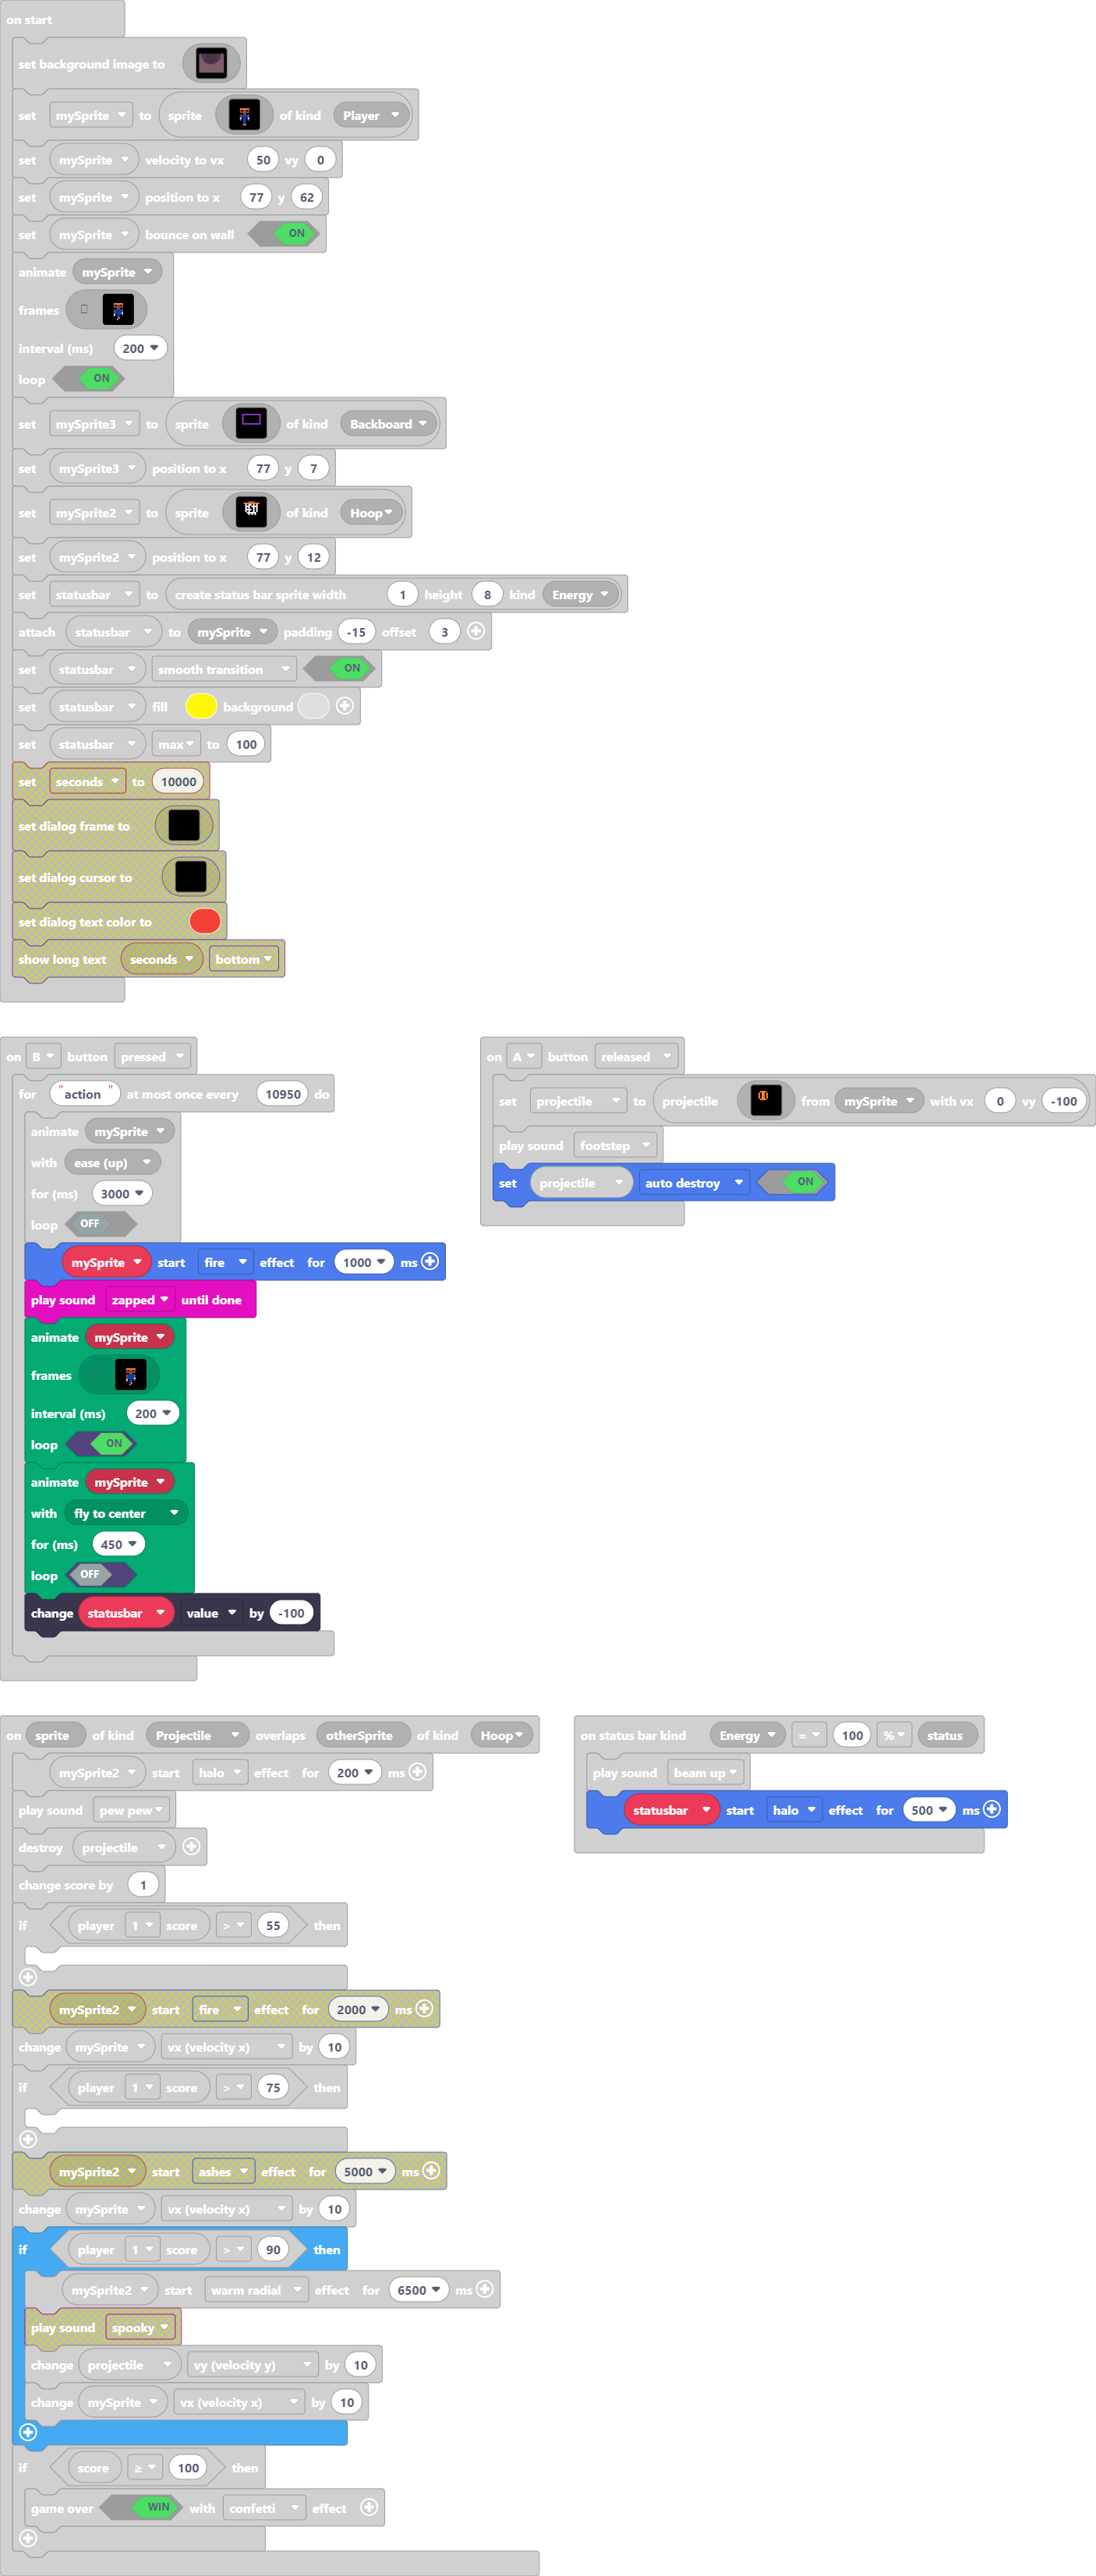 on start
set background image to
set mySprite to sprite of kind Player
set mySprite velocity to vx 50 vy 0
set mySprite position to x 77 y 62
set mySprite bounce on wall ON
animate mySprite
frames
interval (ms) 200
loop ON
set mySprite3 to sprite of kind Backboard
set mySprite3 position to x 77 y 7
set mySprite2 to sprite of kind Hoop
set mySprite2 position to x 77 y 12
set statusbar to create status bar sprite width 1 height 8 kind Energy
attach statusbar to mySprite padding -15 offset 3
set statusbar smooth transition ON
set statusbar fill background
set statusbar max to 100
set seconds to 10000
set dialog frame to
set dialog cursor to
set dialog text color to
show long text seconds bottom
on B button pressed
for "action" at most once every 10950 do
animate mySprite
with ease (up)
for (ms) 3000
loop OFF
mySprite start fire effect for 1000 ms
play sound zapped until done
animate mySprite
frames
interval (ms) 200
loop ON
animate mySprite
with fly to center
for (ms) 450
loop OFF
change statusbar value by -100
on A button released
set projectile to projectile from mySprite with vx 0 vy -100
play sound footstep
set projectile auto destroy ON
on sprite of kind Projectile overlaps otherSprite of kind Hoop
mySprite2 start halo effect for 200 ms
play sound pew pew
destroy projectile
change score by 1
if player 1 score > 55 then
mySprite2 start fire effect for 2000 ms
change mySprite vx (velocity x) by 10
if player 1 score > 75 then
mySprite2 start ashes effect for 5000 ms
change mySprite vx (velocity x) by 10
if player 1 score > 90 then
mySprite2 start warm radial effect for 6500 ms
play sound spooky
change projectile vy (velocity y) by 10
change mySprite vx (velocity x) by 10
if score ≥ 100 then
game over WIN with confetti effect
on status bar kind Energy = 100 % status
play sound beam up
statusbar start halo effect for 500 ms